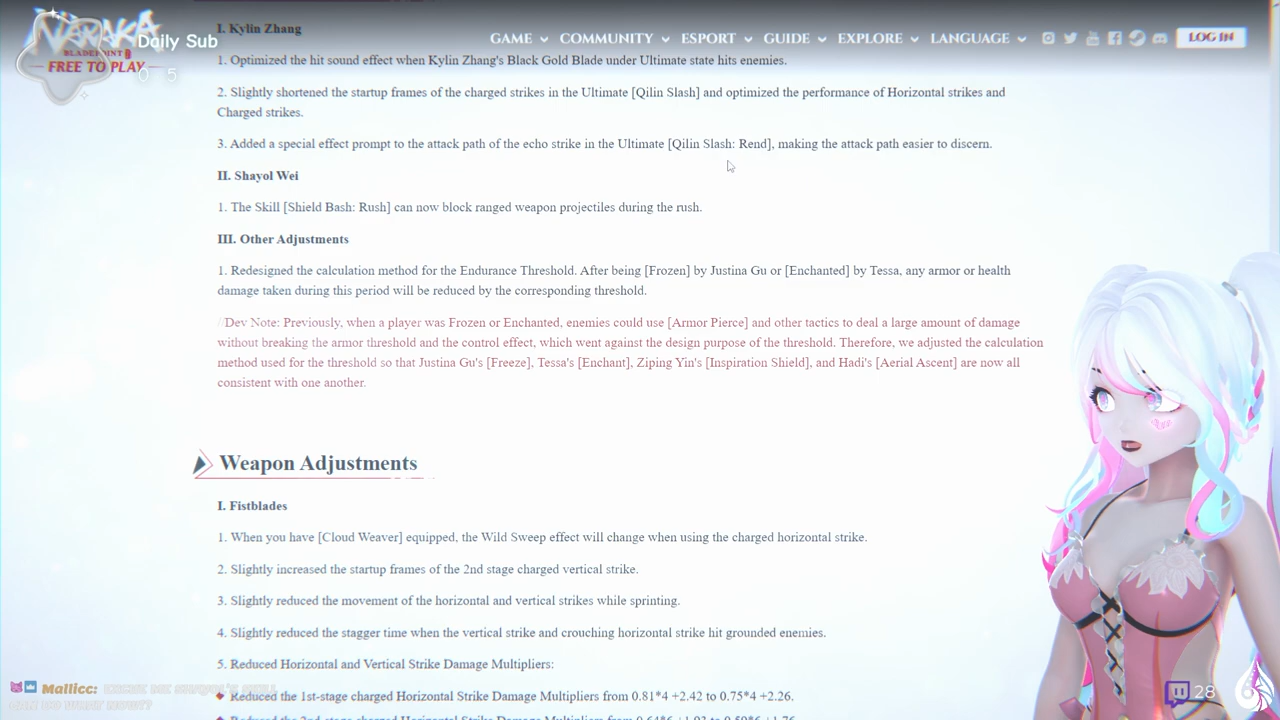 NARAKA
BLADEPOINT
FREE TO PLAY
Daily Sub
0 5
GAME COMMUNITY ESPORT GUIDE EXPLORE LANGUAGE LOG IN
I. Kylin Zhang
1. Optimized the hit sound effect when Kylin Zhang's Black Gold Blade under Ultimate state hits enemies.
2. Slightly shortened the startup frames of the charged strikes in the Ultimate [Qilin Slash] and optimized the performance of Horizontal strikes and
Charged strikes.
3. Added a special effect prompt to the attack path of the echo strike in the Ultimate [Qilin Slash: Rend], making the attack path easier to discern.
II. Shayol Wei
1. The Skill [Shield Bash: Rush] can now block ranged weapon projectiles during the rush.
III. Other Adjustments
1. Redesigned the calculation method for the Endurance Threshold. After being [Frozen] by Justina Gu or [Enchanted] by Tessa, any armor or health
damage taken during this period will be reduced by the corresponding threshold.
//Dev Note: Previously, when a player was Frozen or Enchanted, enemies could use [Armor Pierce] and other tactics to deal a large amount of damage
without breaking the armor threshold and the control effect, which went against the design purpose of the threshold. Therefore, we adjusted the calculation
method used for the threshold so that Justina Gu's [Freeze], Tessa's [Enchant], Ziping Yin's [Inspiration Shield], and Hadi's [Aerial Ascent] are now all
consistent with one another.
Weapon Adjustments
I. Fistblades
1. When you have [Cloud Weaver] equipped, the Wild Sweep effect will change when using the charged horizontal strike.
2. Slightly increased the startup frames of the 2nd stage charged vertical strike.
3. Slightly reduced the movement of the horizontal and vertical strikes while sprinting.
4. Slightly reduced the stagger time when the vertical strike and crouching horizontal strike hit grounded enemies.
5. Reduced Horizontal and Vertical Strike Damage Multipliers:
Mallicc:
Reduced the 1st-stage charged Horizontal Strike Damage Multipliers from 0.81*4 +2.42 to 0.75*4 +2.26.
28